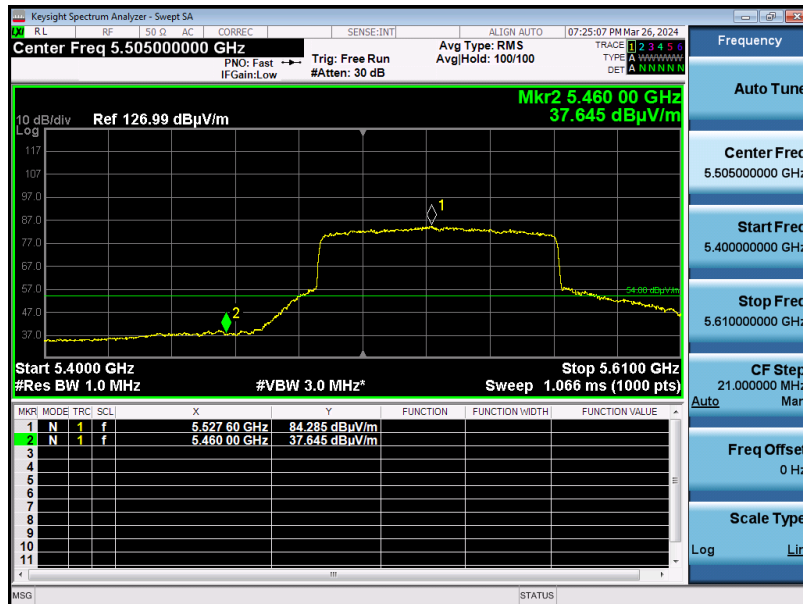 Keysight Spectrum Analyzer - Swept SA
LXI RL RF 50 Ω AC CORREC SENSE:INT ALIGN AUTO 07:25:07 PM Mar 26, 2024
Center Freq 5.505000000 GHz
PNO: Fast
IFGain:Low
Trig: Free Run
#Atten: 30 dB
Avg Type: RMS
Avg|Hold: 100/100
TRACE 1 2 3 4 5 6
TYPE A WWWWW
DET A N N N N N
Mkr2 5.460 00 GHz
37.645 dBµV/m
10 dB/div Ref 126.99 dBµV/m
Log
117
107
97.0
87.0
77.0
67.0
57.0
47.0
37.0
1
2
54.00 dBµV/m
Start 5.4000 GHz Stop 5.6100 GHz
#Res BW 1.0 MHz #VBW 3.0 MHz* Sweep 1.066 ms (1000 pts)
MKR MODE TRC SCL X Y FUNCTION FUNCTION WIDTH FUNCTION VALUE
1 N 1 f 5.527 60 GHz 84.285 dBµV/m
2 N 1 f 5.460 00 GHz 37.645 dBµV/m
3
4
5
6
7
8
9
10
11
MSG STATUS
Frequency
Auto Tune
Center Freq
5.505000000 GHz
Start Freq
5.400000000 GHz
Stop Freq
5.610000000 GHz
CF Step
21.000000 MHz
Auto Man
Freq Offset
0 Hz
Scale Type
Log Lin